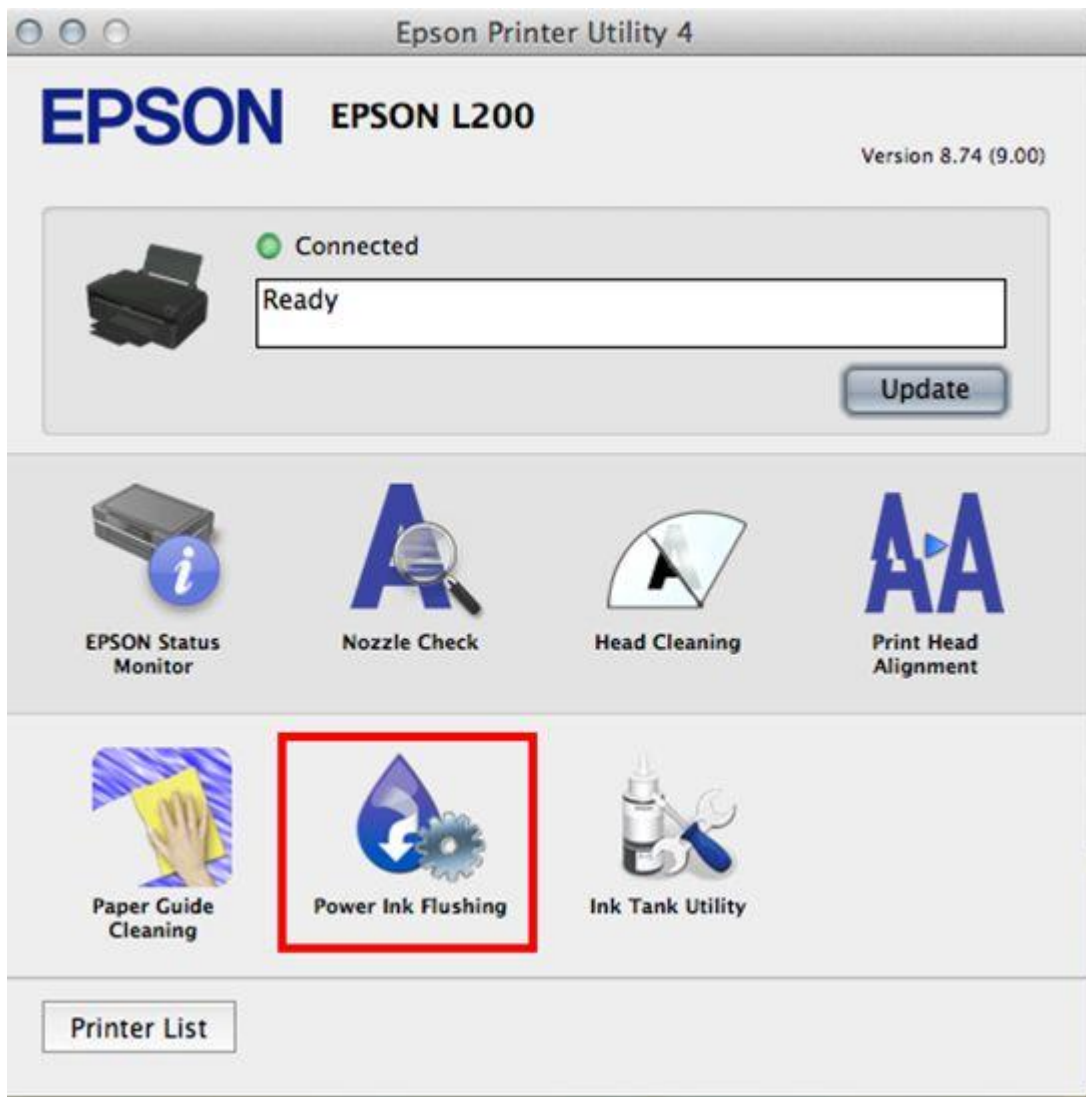 Epson Printer Utility 4
EPSON EPSON L200
Version 8.74 (9.00)
Connected
Ready
Update
EPSON Status
Monitor
Nozzle Check
Head Cleaning
Print Head
Alignment
Paper Guide
Cleaning
Power Ink Flushing
Ink Tank Utility
Printer List